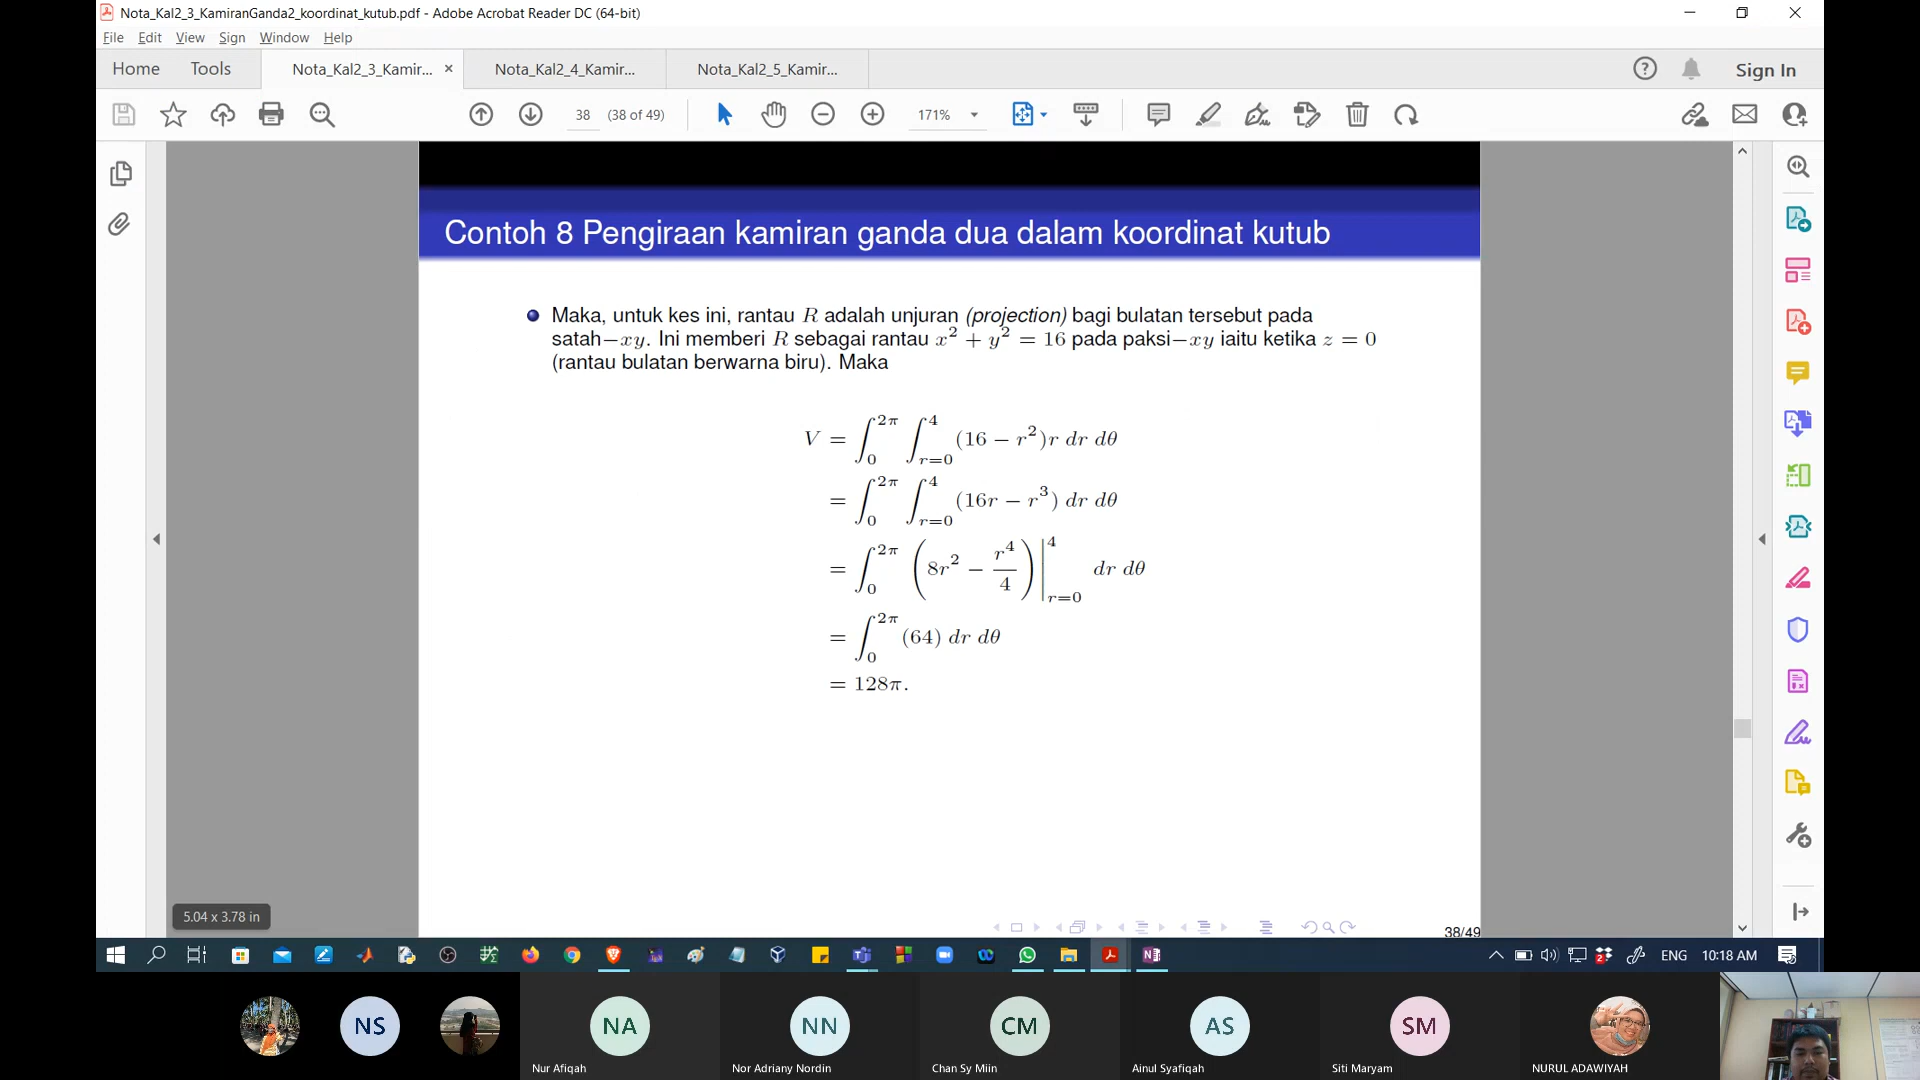 Nota_Kal2_3_KamiranGanda2_koordinat_kutub.pdf - Adobe Acrobat Reader DC (64-bit)
File Edit View Sign Window Help
Home Tools Nota_Kal2_3_Kamir... × Nota_Kal2_4_Kamir... Nota_Kal2_5_Kamir... Sign In
38 (38 of 49) 171%
Contoh 8 Pengiraan kamiran ganda dua dalam koordinat kutub
Maka, untuk kes ini, rantau R adalah unjuran (projection) bagi bulatan tersebut pada
satah−xy. Ini memberi R sebagai rantau x² + y² = 16 pada paksi−xy iaitu ketika z = 0
(rantau bulatan berwarna biru). Maka
V = ∫₀^{2π} ∫_{r=0}^{4} (16 − r²)r dr dθ
= ∫₀^{2π} ∫_{r=0}^{4} (16r − r³) dr dθ
= ∫₀^{2π} (8r² − r⁴/4)|_{r=0}^{4} dr dθ
= ∫₀^{2π} (64) dr dθ
= 128π.
5.04 x 3.78 in
38/49
ENG 10:18 AM
NS NA NN CM AS SM
Nur Afiqah Nor Adriany Nordin Chan Sy Miin Ainul Syafiqah Siti Maryam NURUL ADAWIYAH